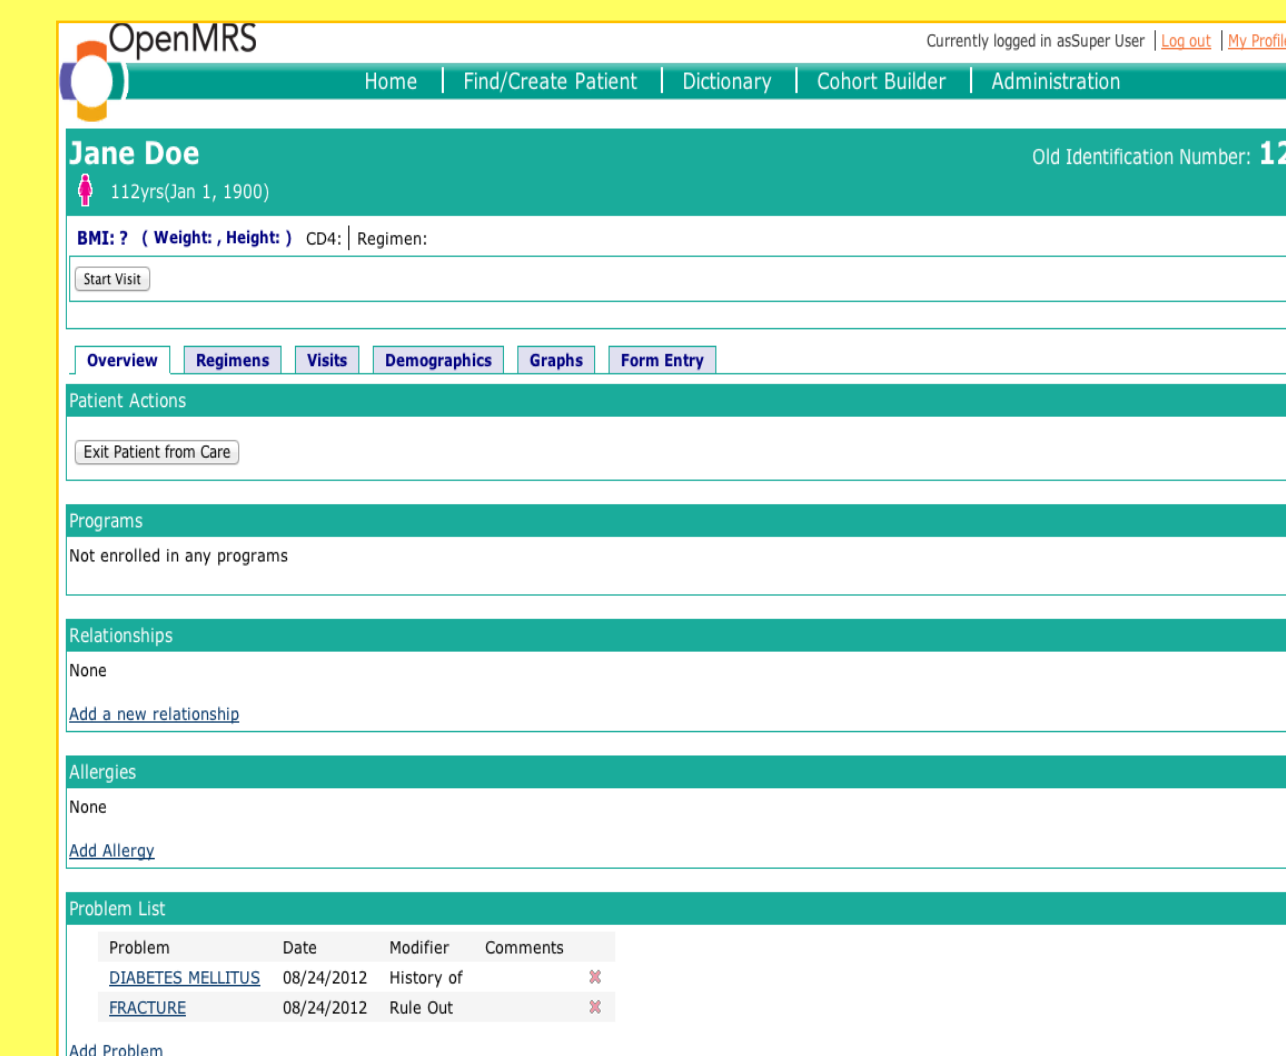 OpenMRS
Currently logged in asSuper User | Log out | My Profile
Home | Find/Create Patient | Dictionary | Cohort Builder | Administration
Jane Doe
Old Identification Number: 12
112yrs(Jan 1, 1900)
BMI: ? ( Weight: , Height: ) CD4: | Regimen:
Start Visit
Overview Regimens Visits Demographics Graphs Form Entry
Patient Actions
Exit Patient from Care
Programs
Not enrolled in any programs
Relationships
None
Add a new relationship
Allergies
None
Add Allergy
Problem List
Problem Date Modifier Comments
DIABETES MELLITUS 08/24/2012 History of
FRACTURE 08/24/2012 Rule Out
Add Problem